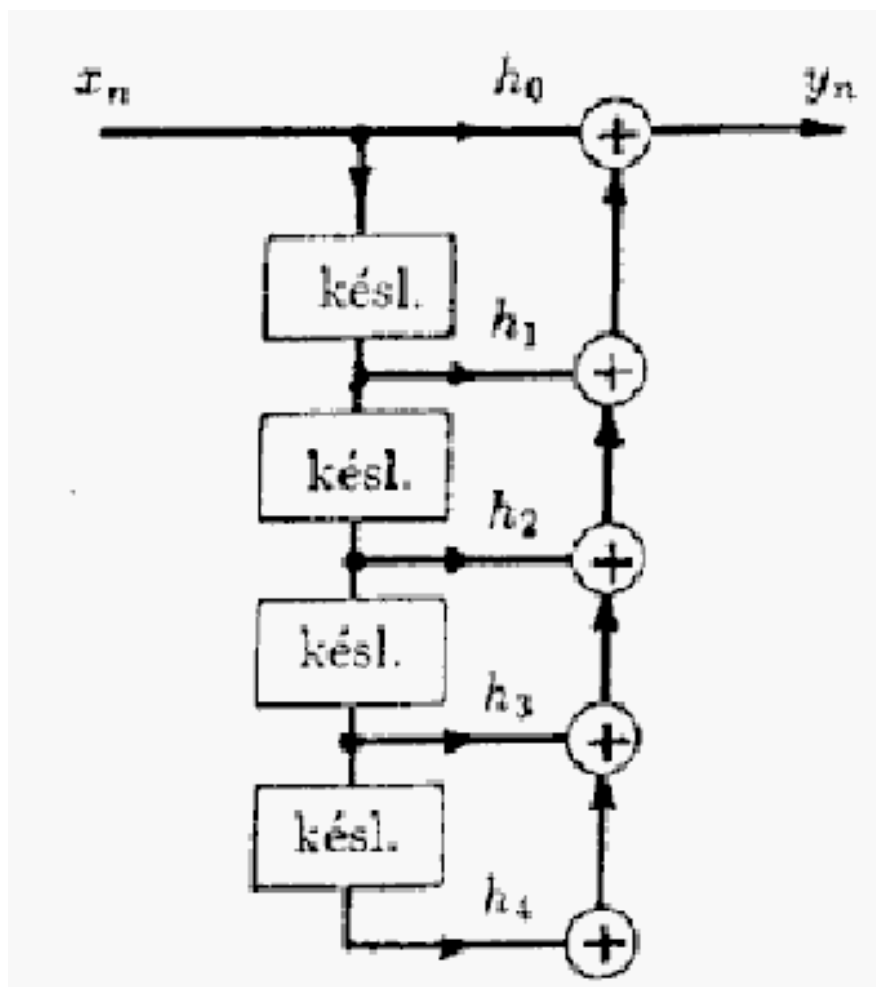 xₙ h₀ yₙ
+
késl.
h₁
+
késl.
h₂
+
késl.
h₃
+
késl.
h₄
+